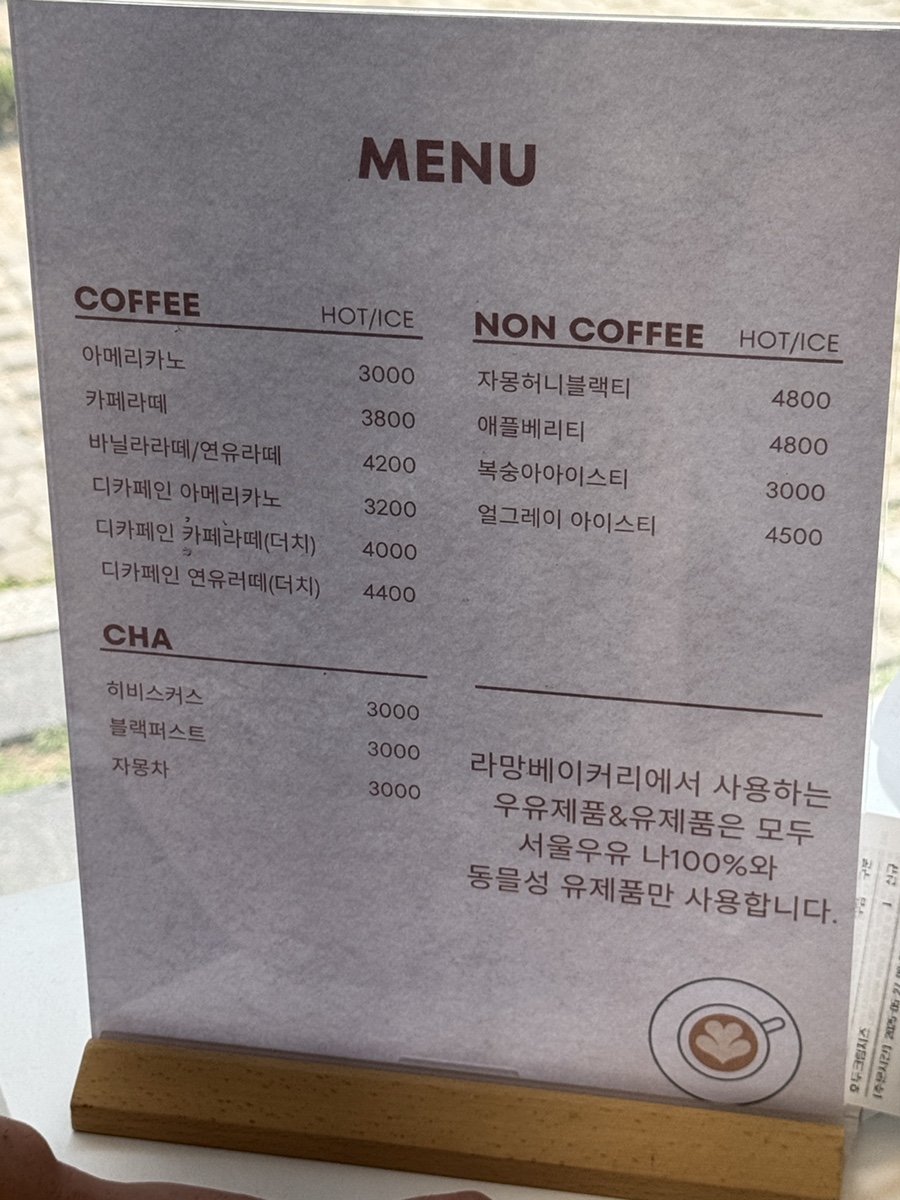 MENU
COFFEE HOT/ICE
아메리카노 3000
카페라떼 3800
바닐라라떼/연유라떼 4200
디카페인 아메리카노 3200
디카페인 카페라떼(더치) 4000
디카페인 연유러떼(더치) 4400
CHA
히비스커스 3000
블랙퍼스트 3000
자몽차 3000
NON COFFEE HOT/ICE
자몽허니블랙티 4800
애플베리티 4800
복숭아아이스티 3000
얼그레이 아이스티 4500
라망베이커리에서 사용하는
우유제품&유제품은 모두
서울우유 나100%와
동믈성 유제품만 사용합니다.
호두크림치즈